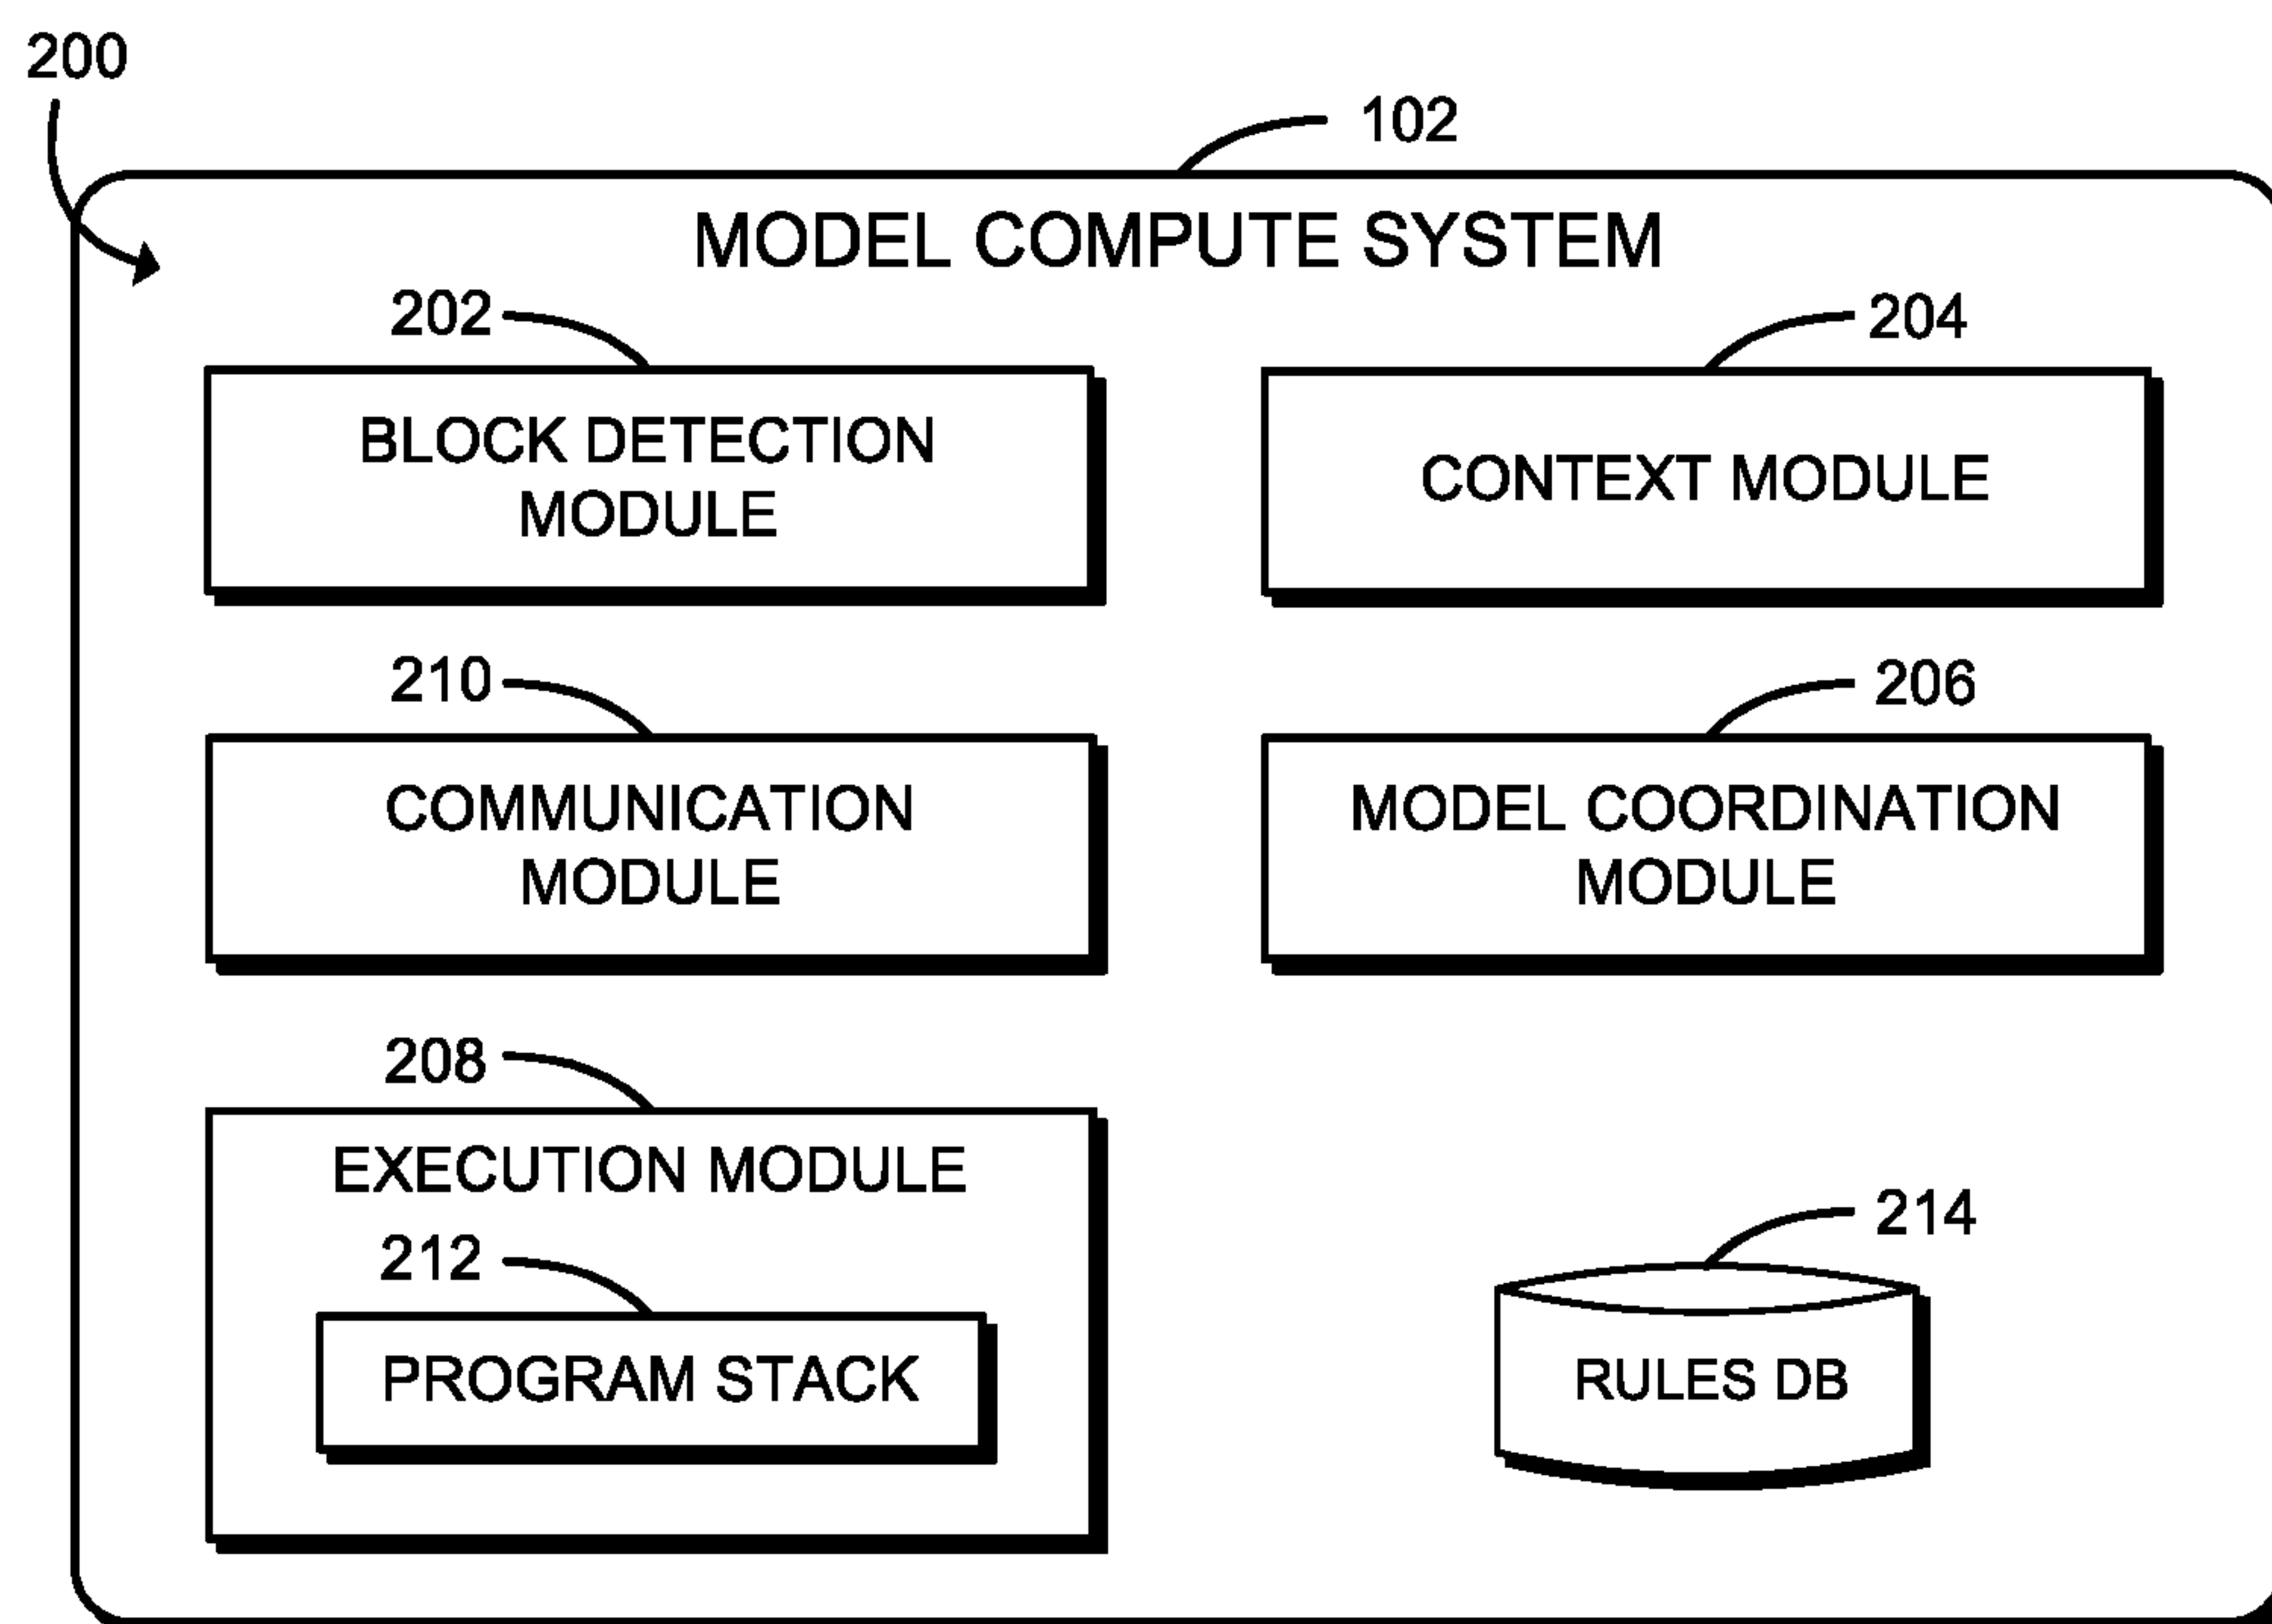 200
102
MODEL COMPUTE SYSTEM
202
204
BLOCK DETECTION
MODULE
CONTEXT MODULE
210
206
COMMUNICATION
MODULE
MODEL COORDINATION
MODULE
208
EXECUTION MODULE
212
PROGRAM STACK
214
RULES DB